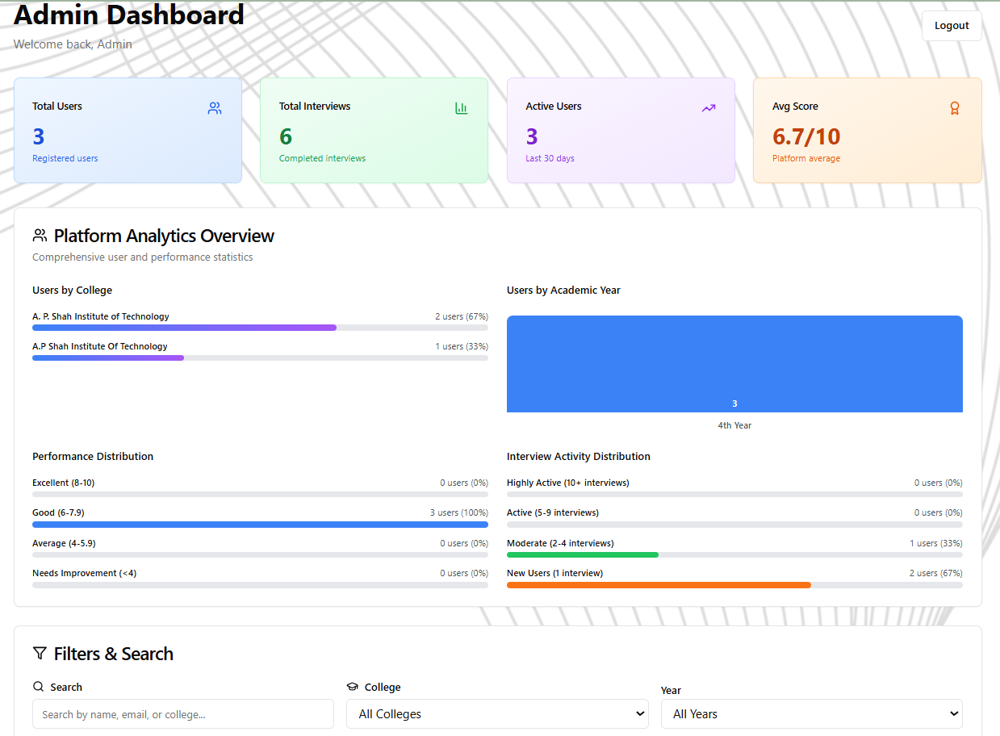 Admin Dashboard
Welcome back, Admin
Logout
Total Users
3
Registered users
Total Interviews
6
Completed interviews
Active Users
3
Last 30 days
Avg Score
6.7/10
Platform average
Platform Analytics Overview
Comprehensive user and performance statistics
Users by College
A. P. Shah Institute of Technology 2 users (67%)
A.P Shah Institute Of Technology 1 users (33%)
Users by Academic Year
3
4th Year
Performance Distribution
Excellent (8-10) 0 users (0%)
Good (6-7.9) 3 users (100%)
Average (4-5.9) 0 users (0%)
Needs Improvement (<4) 0 users (0%)
Interview Activity Distribution
Highly Active (10+ interviews) 0 users (0%)
Active (5-9 interviews) 0 users (0%)
Moderate (2-4 interviews) 1 users (33%)
New Users (1 interview) 2 users (67%)
Filters & Search
Search
Search by name, email, or college...
College
All Colleges
Year
All Years